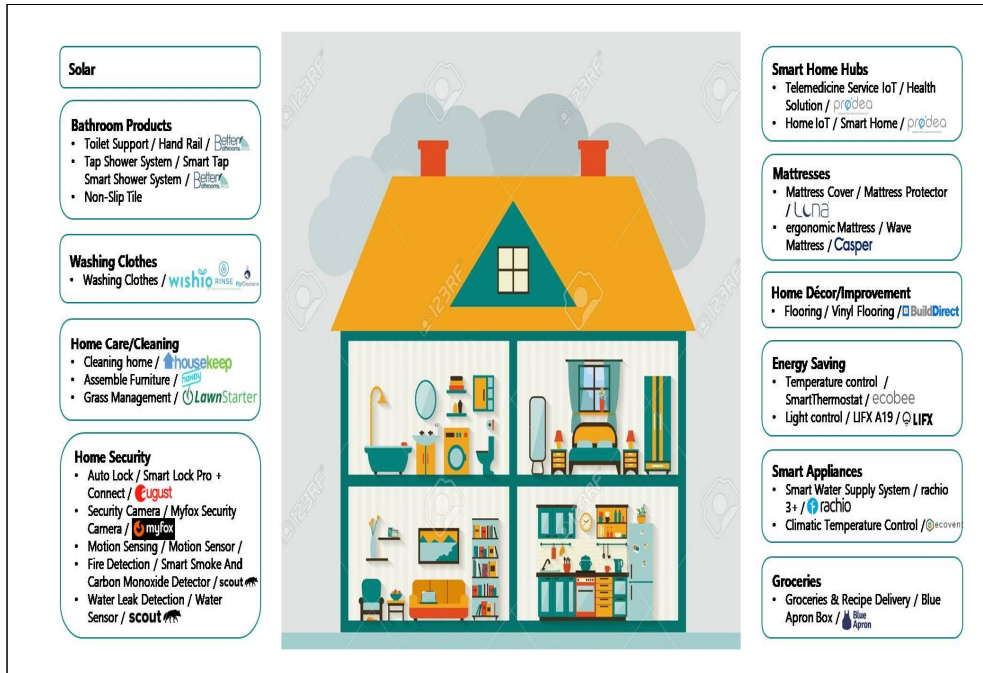 Solar
Bathroom Products
• Toilet Support / Hand Rail / Better Bathrooms
• Tap Shower System / Smart Tap
Smart Shower System / Better Bathrooms
• Non-Slip Tile
Washing Clothes
• Washing Clothes / wishio RINSE FlyCleaners
Home Care/Cleaning
• Cleaning home / housekeep
• Assemble Furniture / handy
• Grass Management / LawnStarter
Home Security
• Auto Lock / Smart Lock Pro +
Connect / august
• Security Camera / Myfox Security
Camera / myfox
• Motion Sensing / Motion Sensor /
• Fire Detection / Smart Smoke And
Carbon Monoxide Detector / scout
• Water Leak Detection / Water
Sensor / scout
123RF
Smart Home Hubs
• Telemedicine Service IoT / Health
Solution / prodea
• Home IoT / Smart Home / prodea
Mattresses
• Mattress Cover / Mattress Protector
/ Luna
• ergonomic Mattress / Wave
Mattress / Casper
Home Décor/Improvement
• Flooring / Vinyl Flooring / BuildDirect
Energy Saving
• Temperature control /
SmartThermostat / ecobee
• Light control / LIFX A19 / LIFX
Smart Appliances
• Smart Water Supply System / rachio
3+ / rachio
• Climatic Temperature Control / ecovent
Groceries
• Groceries & Recipe Delivery / Blue
Apron Box / Blue Apron